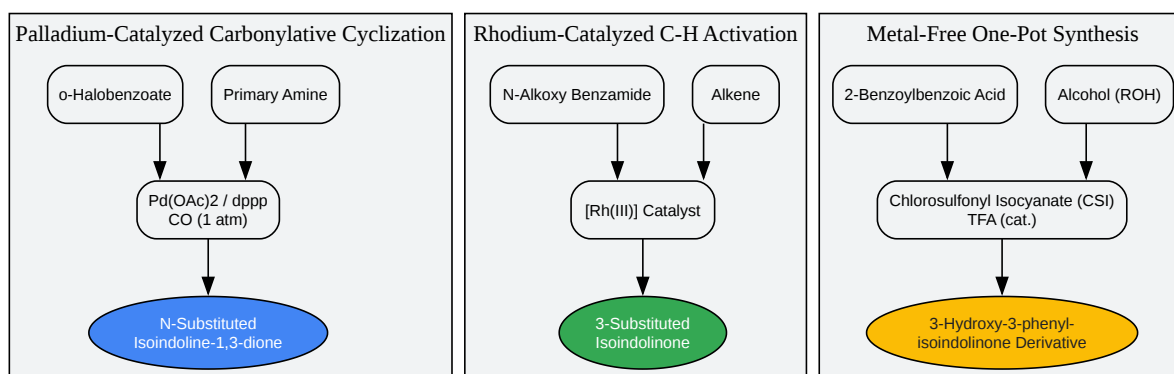 Palladium-Catalyzed Carbonylative Cyclization
o-Halobenzoate
Primary Amine
Pd(OAc)2 / dppp
CO (1 atm)
N-Substituted
Isoindoline-1,3-dione
Rhodium-Catalyzed C-H Activation
N-Alkoxy Benzamide
Alkene
[Rh(III)] Catalyst
3-Substituted
Isoindolinone
Metal-Free One-Pot Synthesis
2-Benzoylbenzoic Acid
Alcohol (ROH)
Chlorosulfonyl Isocyanate (CSI)
TFA (cat.)
3-Hydroxy-3-phenyl-
isoindolinone Derivative